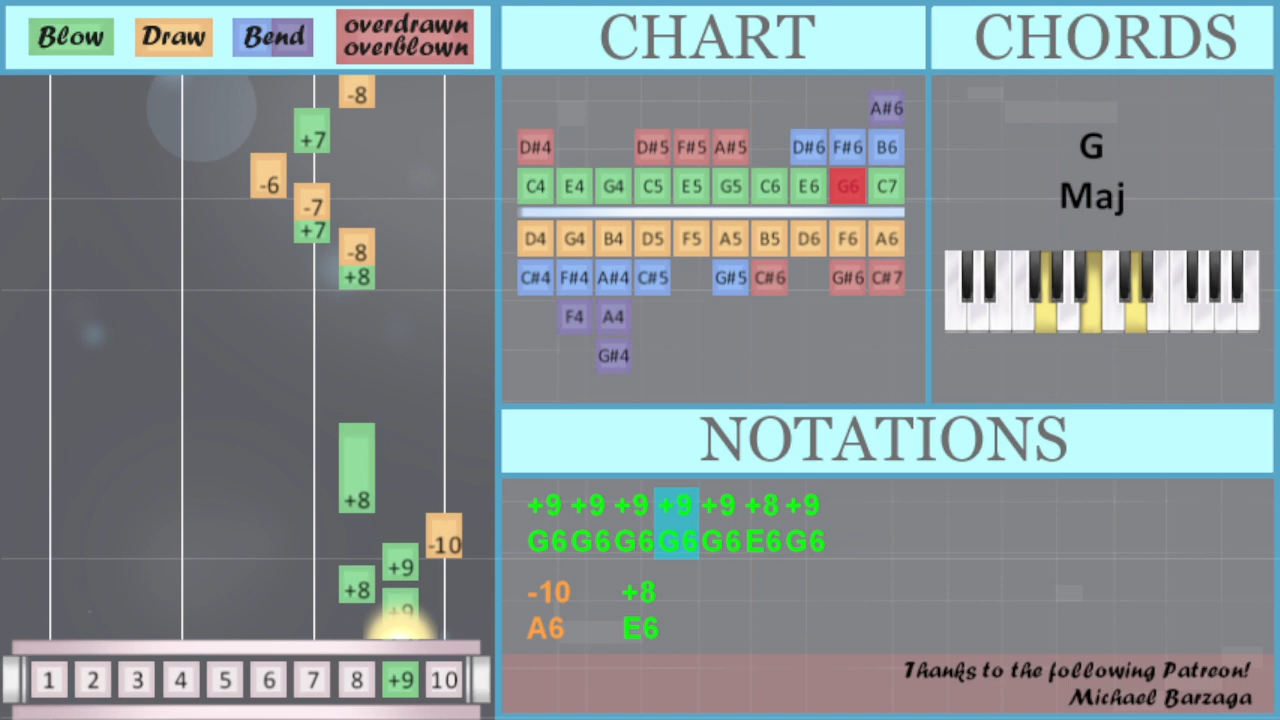 Blow Draw Bend overdrawn
overblown
CHART
CHORDS
-8
+7
-6
-7
+7
-8
+8
+8
-10
+9
+8
+9
1 2 3 4 5 6 7 8 +9 10
A#6
D#4 D#5 F#5 A#5 D#6 F#6 B6
C4 E4 G4 C5 E5 G5 C6 E6 G6 C7
D4 G4 B4 D5 F5 A5 B5 D6 F6 A6
C#4 F#4 A#4 C#5 G#5 C#6 G#6 C#7
F4 A4
G#4
G
Maj
NOTATIONS
+9 +9 +9 +9 +9 +8 +9
G6 G6 G6 G6 G6 E6 G6
-10 +8
A6 E6
Thanks to the following Patreon!
Michael Barzaga